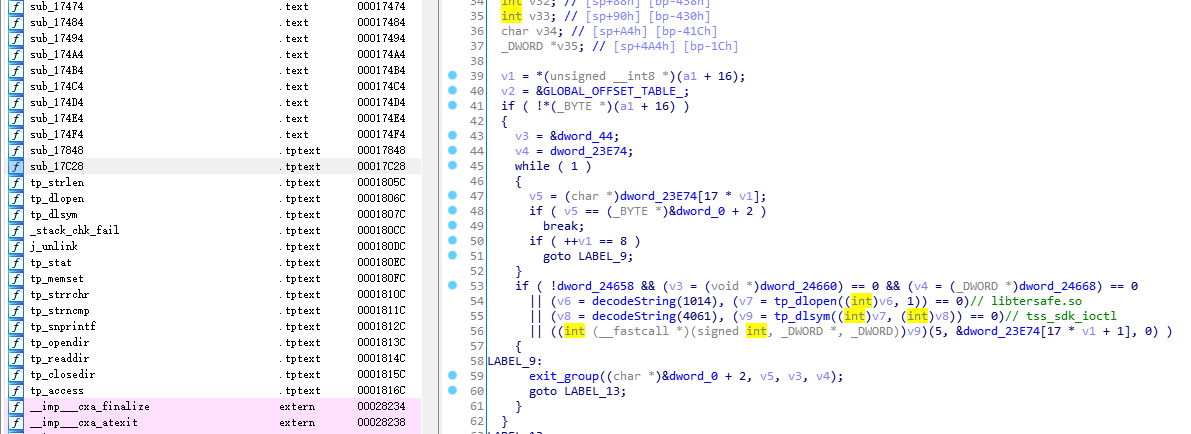 sub_17474 .text 00017474
sub_17484 .text 00017484
sub_17494 .text 00017494
sub_174A4 .text 000174A4
sub_174B4 .text 000174B4
sub_174C4 .text 000174C4
sub_174D4 .text 000174D4
sub_174E4 .text 000174E4
sub_174F4 .text 000174F4
sub_17848 .tptext 00017848
sub_17C28 .tptext 00017C28
tp_strlen .tptext 0001805C
tp_dlopen .tptext 0001806C
tp_dlsym .tptext 0001807C
_stack_chk_fail .tptext 000180CC
j_unlink .tptext 000180DC
tp_stat .tptext 000180EC
tp_memset .tptext 000180FC
tp_strrchr .tptext 0001810C
tp_strncmp .tptext 0001811C
tp_snprintf .tptext 0001812C
tp_opendir .tptext 0001813C
tp_readdir .tptext 0001814C
tp_closedir .tptext 0001815C
tp_access .tptext 0001816C
__imp___cxa_finalize extern 00028234
__imp___cxa_atexit extern 00028238
34 int v32; // [sp+88h] [bp-438h]
35 int v33; // [sp+90h] [bp-430h]
36 char v34; // [sp+A4h] [bp-41Ch]
37 _DWORD *v35; // [sp+4A4h] [bp-1Ch]
38
39 v1 = *(unsigned __int8 *)(a1 + 16);
40 v2 = &GLOBAL_OFFSET_TABLE_;
41 if ( !*(_BYTE *)(a1 + 16) )
42 {
43 v3 = &dword_44;
44 v4 = dword_23E74;
45 while ( 1 )
46 {
47 v5 = (char *)dword_23E74[17 * v1];
48 if ( v5 == (_BYTE *)&dword_0 + 2 )
49 break;
50 if ( ++v1 == 8 )
51 goto LABEL_9;
52 }
53 if ( !dword_24658 && (v3 = (void *)dword_24660) == 0 && (v4 = (_DWORD *)dword_24668) == 0
54 || (v6 = decodeString(1014), (v7 = tp_dlopen((int)v6, 1)) == 0)// libtersafe.so
55 || (v8 = decodeString(4061), (v9 = tp_dlsym((int)v7, (int)v8)) == 0)// tss_sdk_ioctl
56 || ((int (__fastcall *)(signed int, _DWORD *, _DWORD))v9)(5, &dword_23E74[17 * v1 + 1], 0) )
57 {
58 LABEL_9:
59 exit_group((char *)&dword_0 + 2, v5, v3, v4);
60 goto LABEL_13;
61 }
62 }